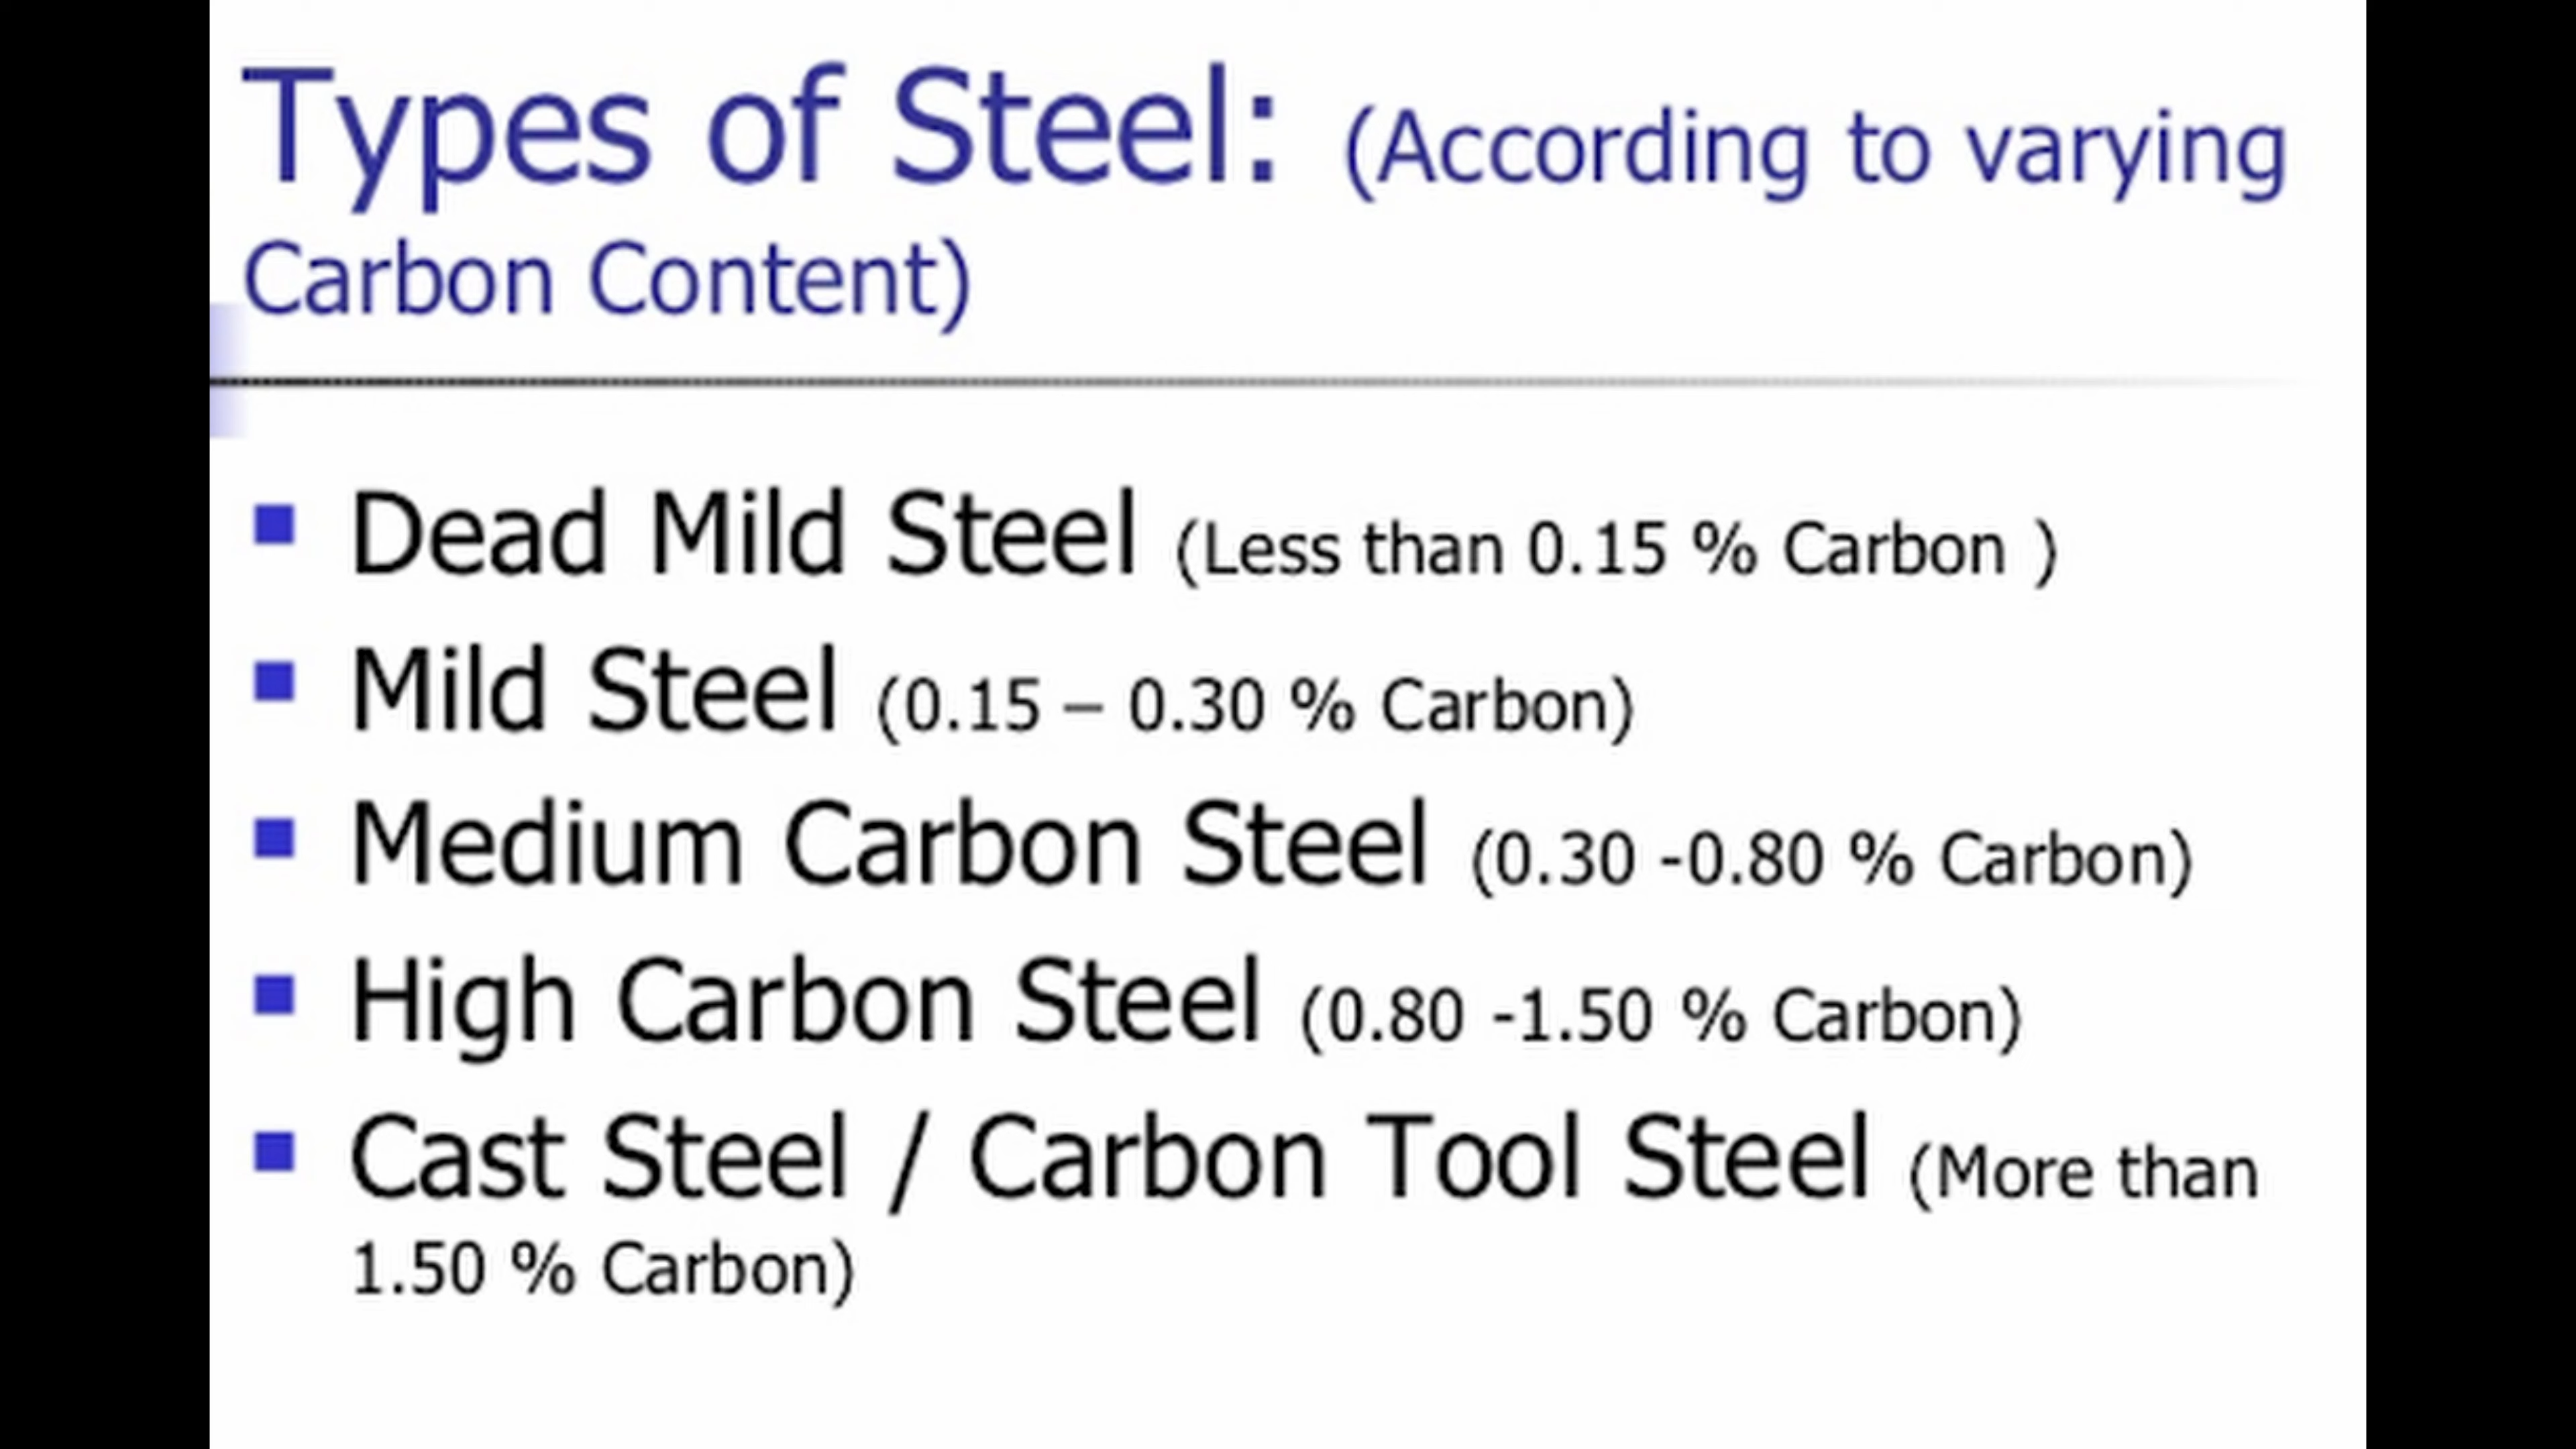 Types of Steel: (According to varying
Carbon Content)
Dead Mild Steel (Less than 0.15 % Carbon )
Mild Steel (0.15 – 0.30 % Carbon)
Medium Carbon Steel (0.30 -0.80 % Carbon)
High Carbon Steel (0.80 -1.50 % Carbon)
Cast Steel / Carbon Tool Steel (More than
1.50 % Carbon)